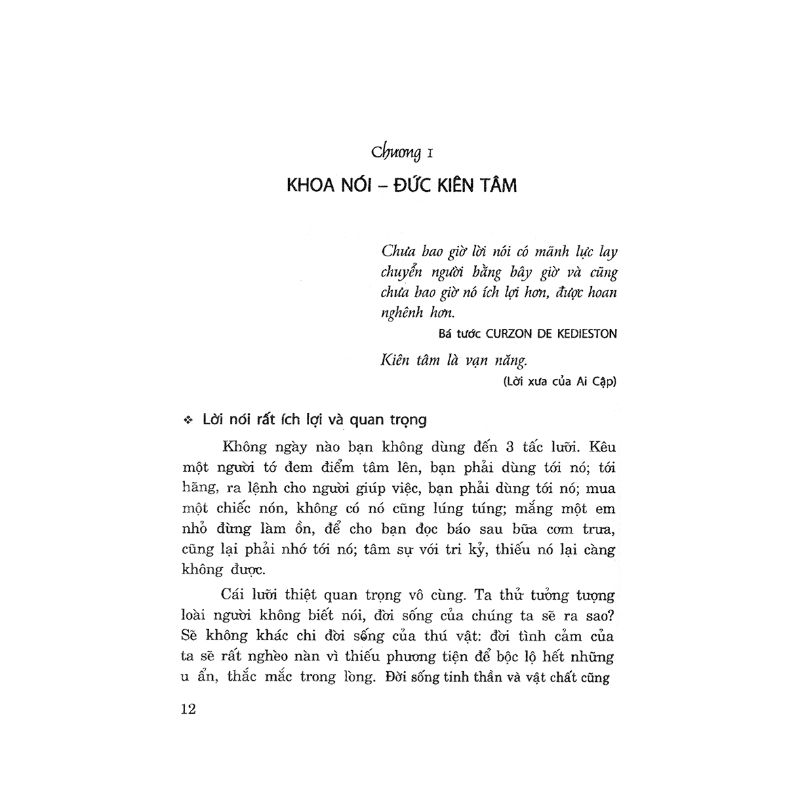 Chương I
KHOA NÓI – ĐỨC KIÊN TÂM
Chưa bao giờ lời nói có mãnh lực lay
chuyển người bằng bây giờ và cũng
chưa bao giờ nó ích lợi hơn, được hoan
nghênh hơn.
Bá tước CURZON DE KEDIESTON
Kiên tâm là vạn năng.
(Lời xưa của Ai Cập)
❖ Lời nói rất ích lợi và quan trọng
Không ngày nào bạn không dùng đến 3 tấc lưỡi. Kêu
một người tớ đem điểm tâm lên, bạn phải dùng tới nó; tới
hãng, ra lệnh cho người giúp việc, bạn phải dùng tới nó; mua
một chiếc nón, không có nó cũng lúng túng; mắng một em
nhỏ đừng làm ồn, để cho bạn đọc báo sau bữa cơm trưa,
cũng lại phải nhớ tới nó; tâm sự với tri kỷ, thiếu nó lại càng
không được.
Cái lưỡi thiệt quan trọng vô cùng. Ta thử tưởng tượng
loài người không biết nói, đời sống của chúng ta sẽ ra sao?
Sẽ không khác chi đời sống của thú vật: đời tình cảm của
ta sẽ rất nghèo nàn vì thiếu phương tiện để bộc lộ hết những
u ẩn, thắc mắc trong lòng. Đời sống tinh thần và vật chất cũng
12